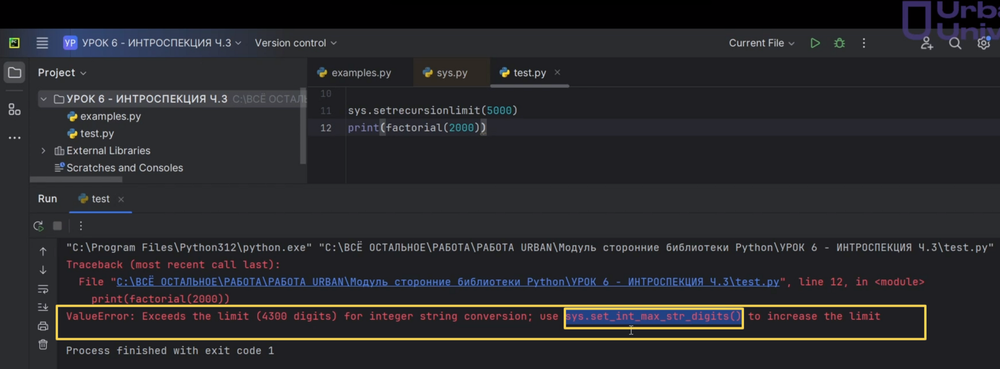 Urba
Univ
PC
УР УРОК 6 - ИНТРОСПЕКЦИЯ Ч.3 Version control Current File
Project examples.py sys.py test.py
УРОК 6 - ИНТРОСПЕКЦИЯ Ч.3 C:\ВСЁ ОСТАЛЬ
examples.py
test.py
External Libraries
Scratches and Consoles
10
11 sys.setrecursionlimit(5000)
12 print(factorial(2000))
Run test
"C:\Program Files\Python312\python.exe" "C:\ВСЁ ОСТАЛЬНОЕ\РАБОТА\РАБОТА URBAN\Модуль сторонние библиотеки Python\УРОК 6 - ИНТРОСПЕКЦИЯ Ч.3\test.py"
Traceback (most recent call last):
File "C:\ВСЁ ОСТАЛЬНОЕ\РАБОТА\РАБОТА URBAN\Модуль сторонние библиотеки Python\УРОК 6 - ИНТРОСПЕКЦИЯ Ч.3\test.py", line 12, in <module>
print(factorial(2000))
ValueError: Exceeds the limit (4300 digits) for integer string conversion; use sys.set_int_max_str_digits() to increase the limit
Process finished with exit code 1